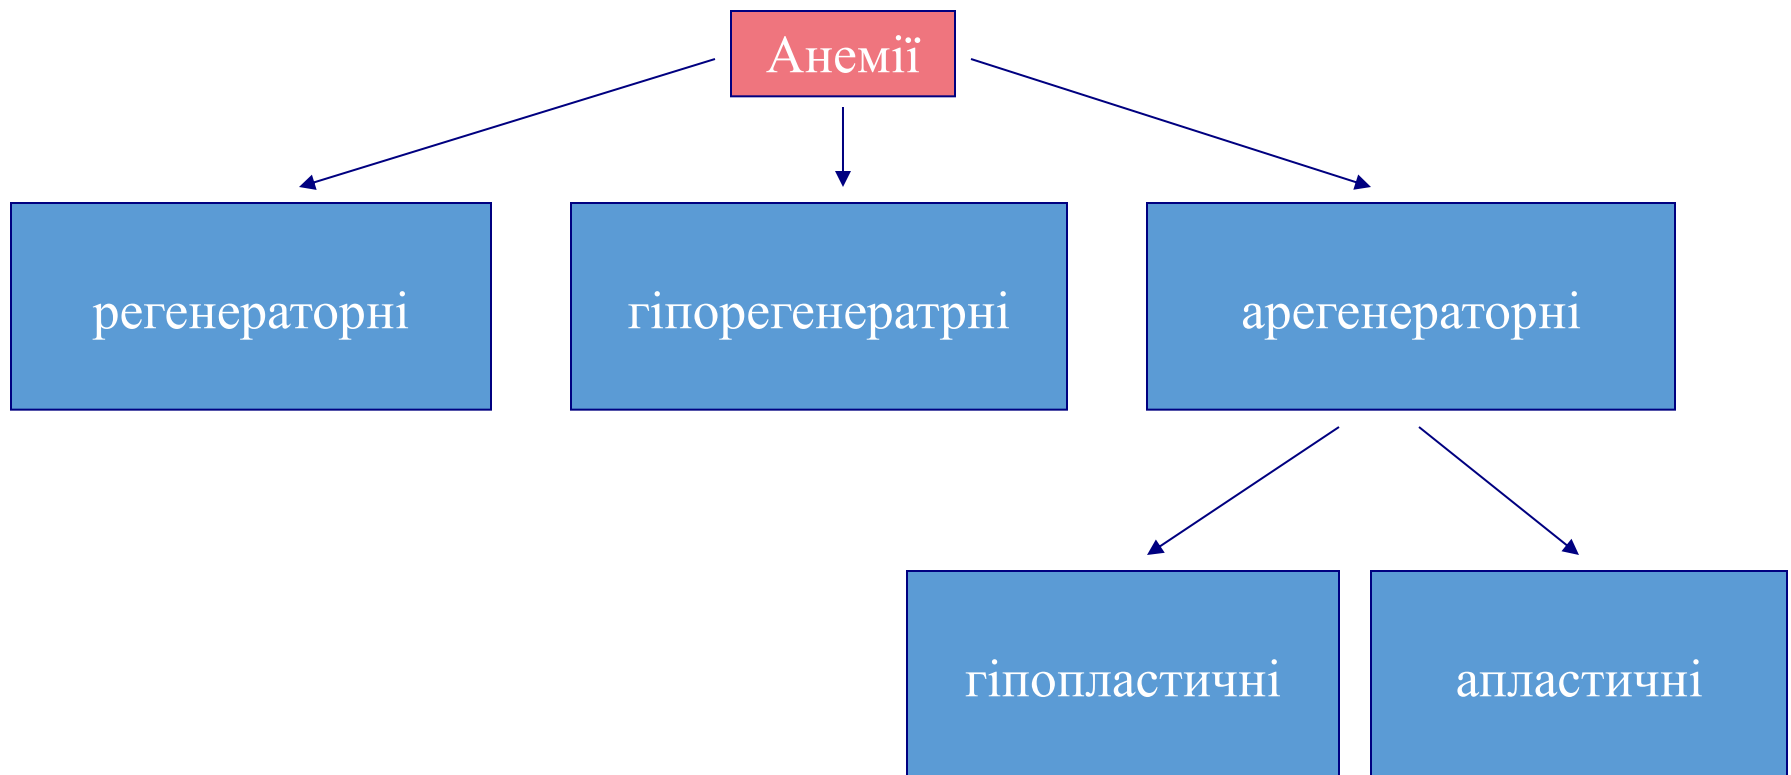 Анемії
регенераторні
гіпорегенератрні
арегенераторні
гіпопластичні
апластичні